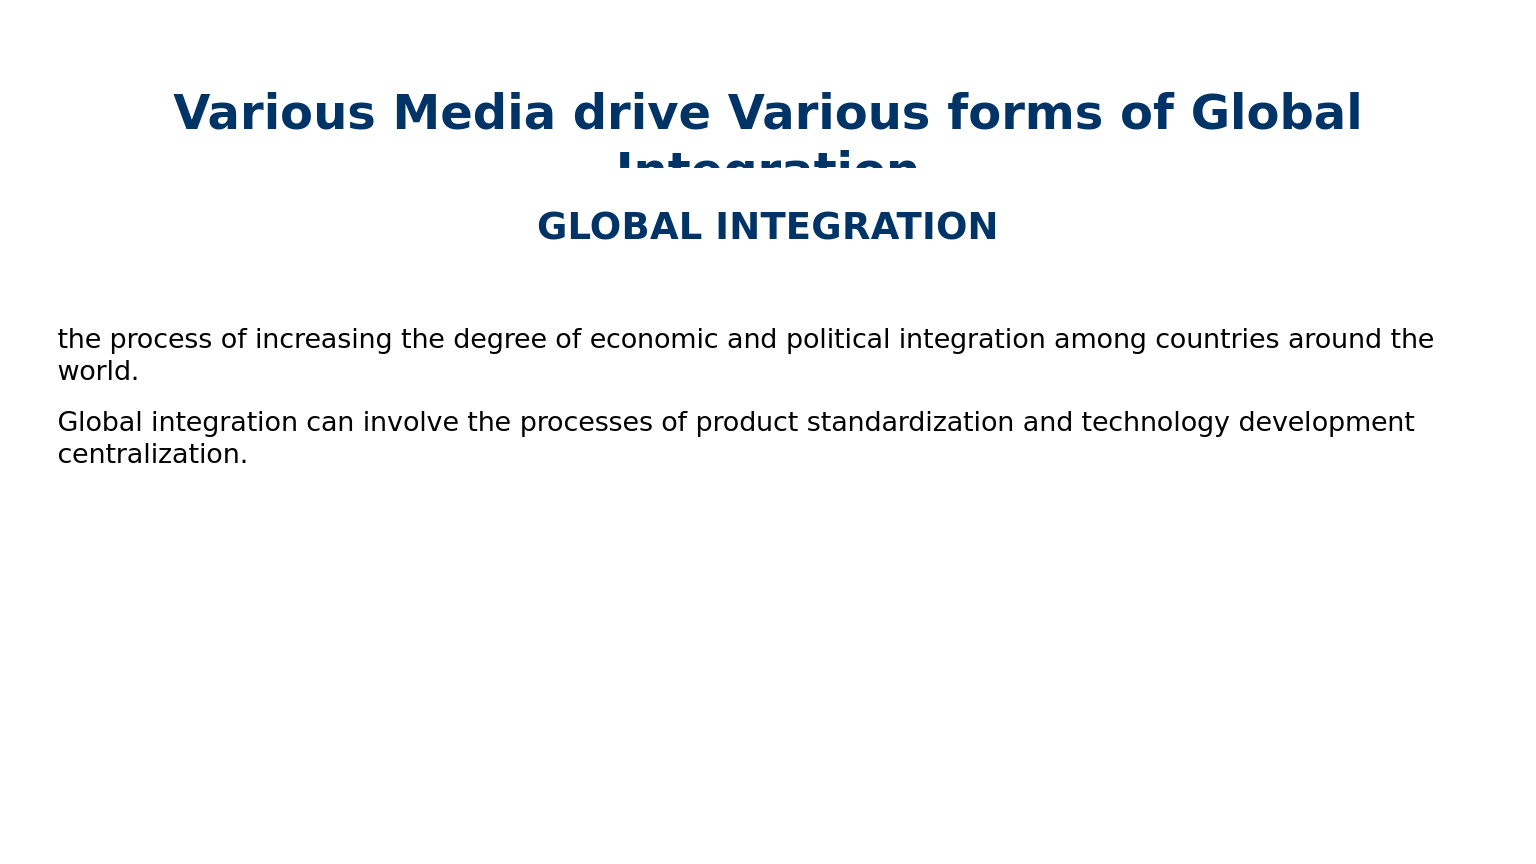 Various Media drive Various forms of Global
Integration
GLOBAL INTEGRATION
the process of increasing the degree of economic and political integration among countries around the
world.
Global integration can involve the processes of product standardization and technology development
centralization.